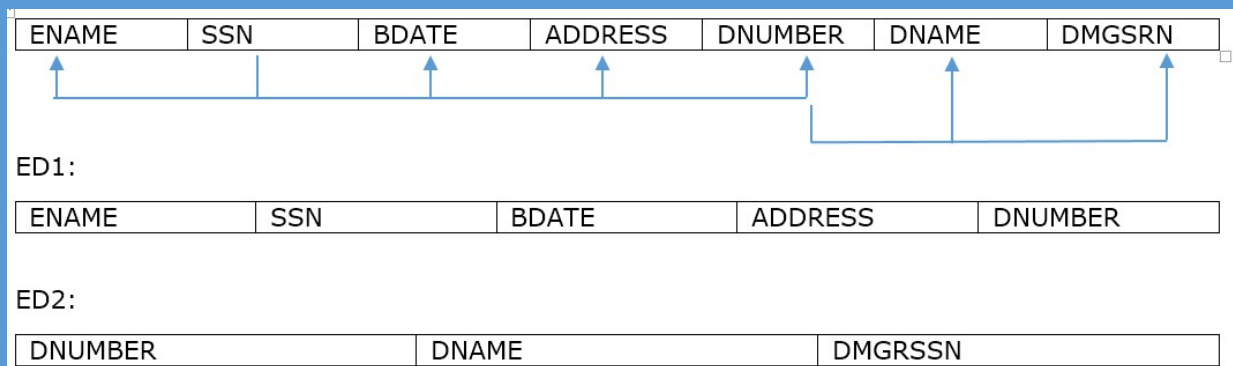 ENAME SSN BDATE ADDRESS DNUMBER DNAME DMGSRN
ED1:
ENAME SSN BDATE ADDRESS DNUMBER
ED2:
DNUMBER DNAME DMGRSSN